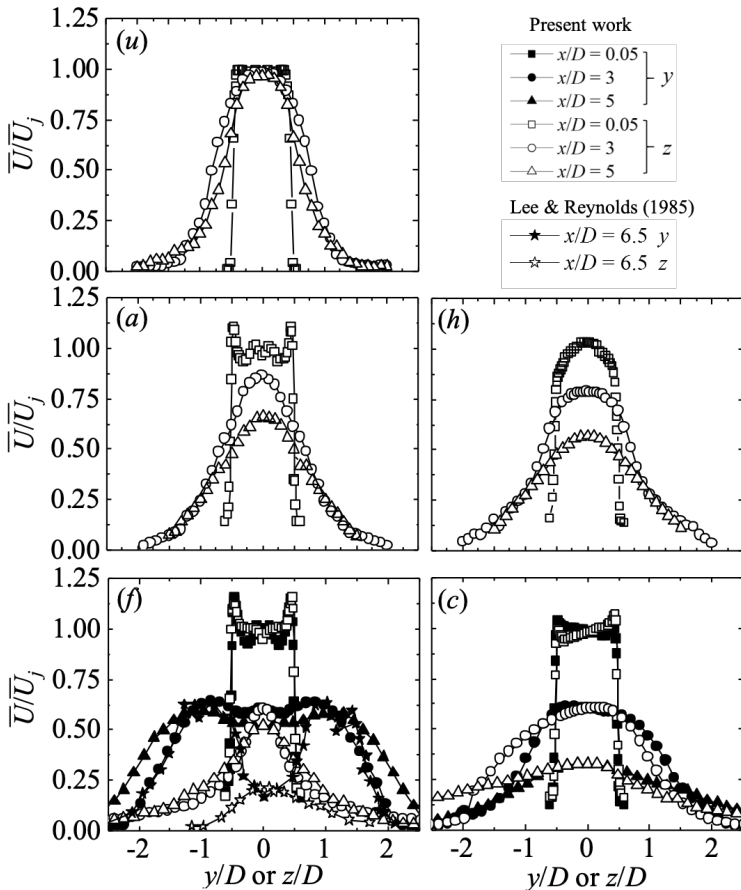 (u)
1.25
1.00
0.75
0.50
0.25
0.00
U̅/U̅ⱼ
Present work
x/D = 0.05
x/D = 3
x/D = 5
y
x/D = 0.05
x/D = 3
x/D = 5
z
Lee & Reynolds (1985)
x/D = 6.5 y
x/D = 6.5 z
(a)
1.25
1.00
0.75
0.50
0.25
0.00
U̅/U̅ⱼ
(h)
(f)
1.25
1.00
0.75
0.50
0.25
0.00
U̅/U̅ⱼ
-2 -1 0 1 2
y/D or z/D
(c)
-2 -1 0 1 2
y/D or z/D